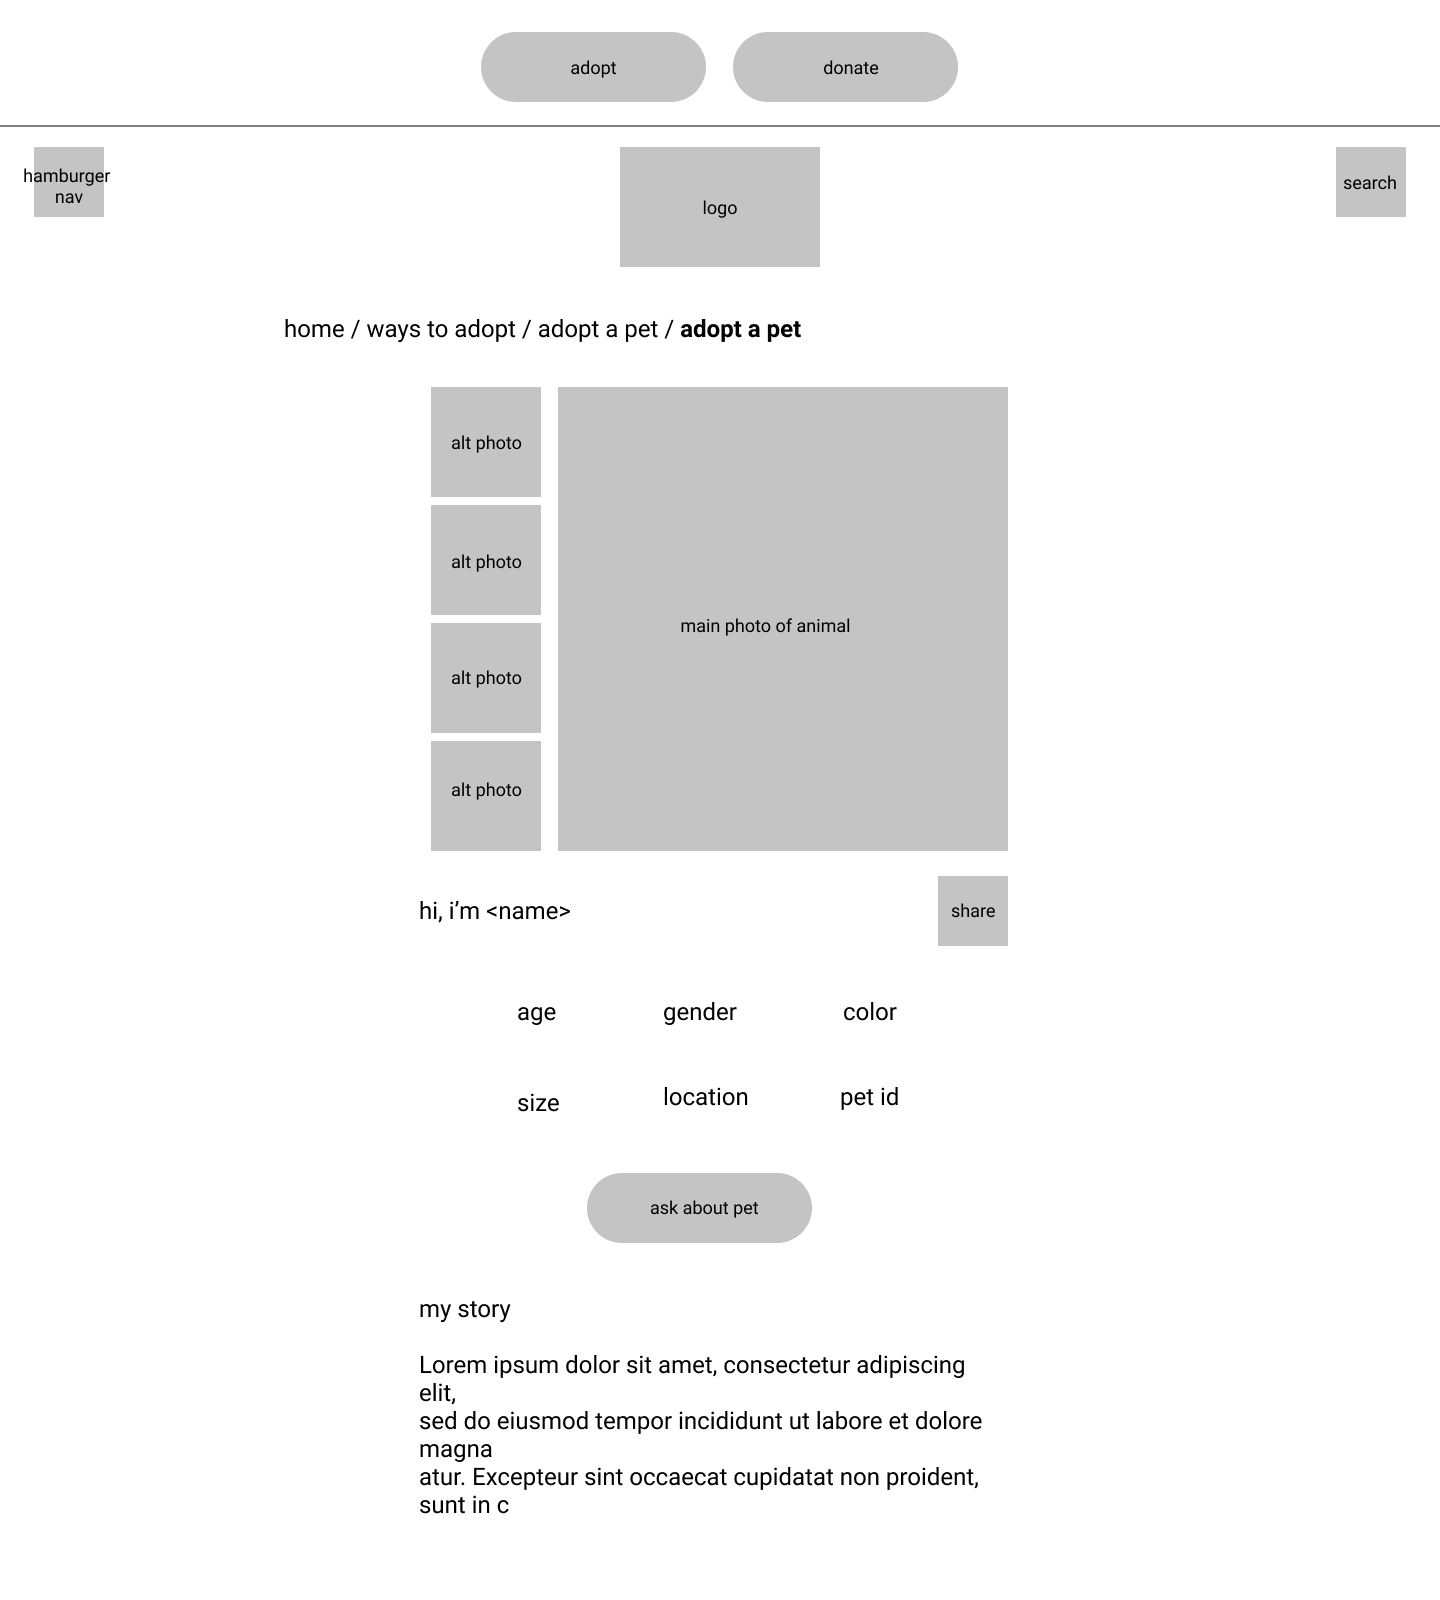 adopt
donate
hamburger
nav
logo
search
home / ways to adopt / adopt a pet / adopt a pet
alt photo
alt photo
main photo of animal
alt photo
alt photo
hi, i’m <name>
share
age
gender
color
size
location
pet id
ask about pet
my story
Lorem ipsum dolor sit amet, consectetur adipiscing
elit,
sed do eiusmod tempor incididunt ut labore et dolore
magna
atur. Excepteur sint occaecat cupidatat non proident,
sunt in c